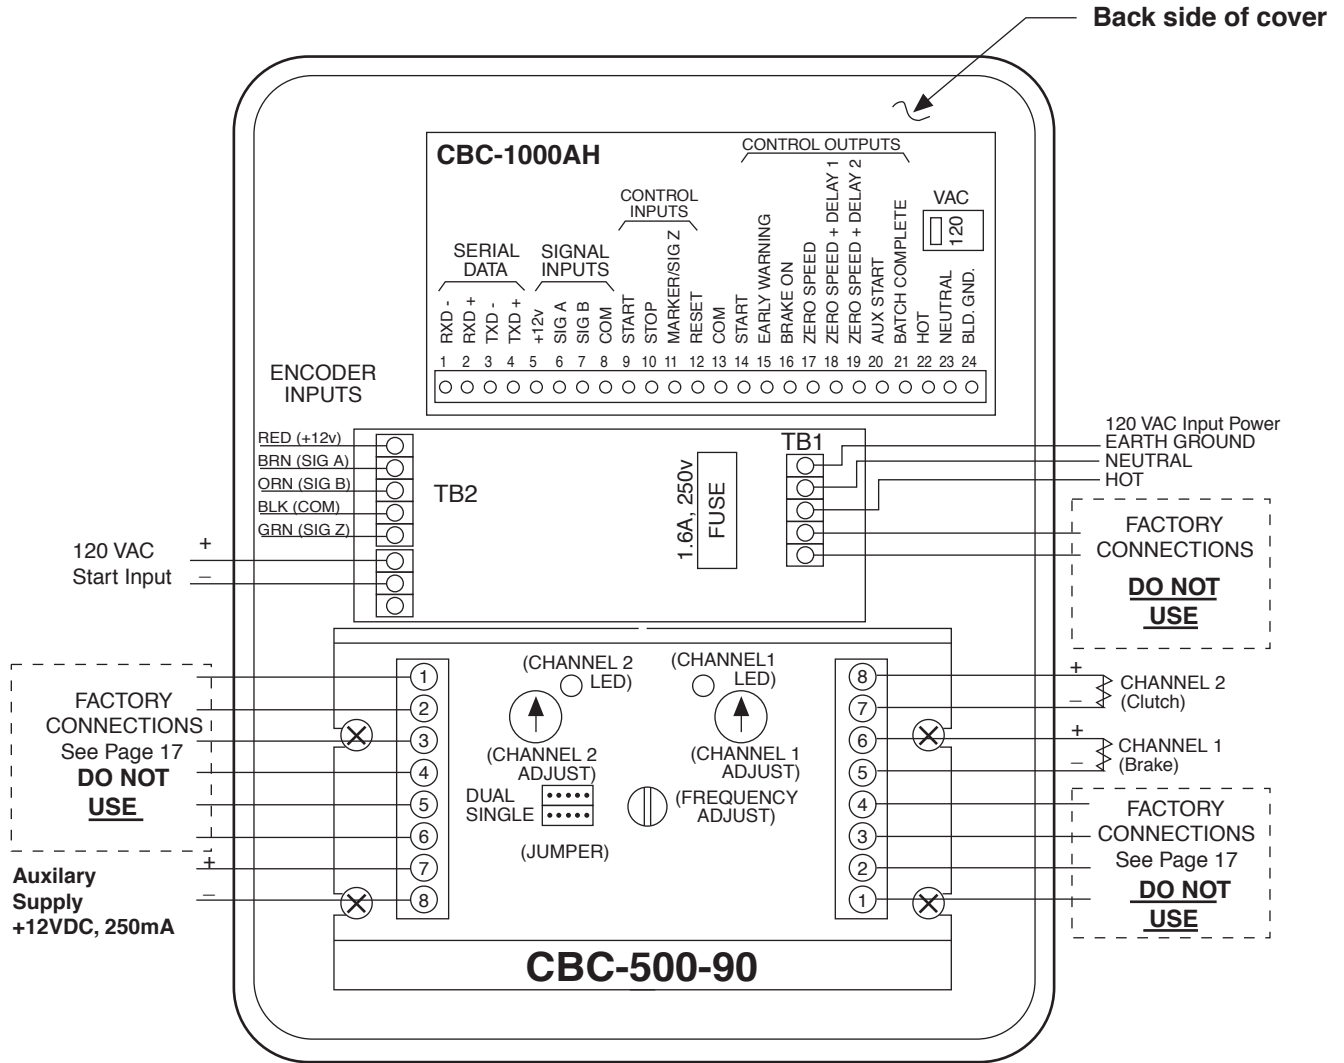 Back side of cover
CBC-1000AH
CONTROL OUTPUTS
CONTROL
INPUTS
VAC
120
SERIAL
DATA
SIGNAL
INPUTS
RXD -
RXD +
TXD -
TXD +
+12v
SIG A
SIG B
COM
START
STOP
MARKER/SIG Z
RESET
COM
START
EARLY WARNING
BRAKE ON
ZERO SPEED
ZERO SPEED + DELAY 1
ZERO SPEED + DELAY 2
AUX START
BATCH COMPLETE
HOT
NEUTRAL
BLD. GND.
1 2 3 4 5 6 7 8 9 10 11 12 13 14 15 16 17 18 19 20 21 22 23 24
ENCODER
INPUTS
RED (+12v)
BRN (SIG A)
ORN (SIG B)
BLK (COM)
GRN (SIG Z)
TB2
1.6A, 250v
FUSE
TB1
120 VAC Input Power
EARTH GROUND
NEUTRAL
HOT
120 VAC
Start Input
+
–
FACTORY
CONNECTIONS
DO NOT
USE
FACTORY
CONNECTIONS
See Page 17
DO NOT
USE
+
–
Auxilary
Supply
+12VDC, 250mA
1
2
3
4
5
6
7
8
(CHANNEL 2
LED)
(CHANNEL1
LED)
(CHANNEL 2
ADJUST)
(CHANNEL 1
ADJUST)
DUAL
SINGLE
(JUMPER)
(FREQUENCY
ADJUST)
8
7
6
5
4
3
2
1
+
–
CHANNEL 2
(Clutch)
+
–
CHANNEL 1
(Brake)
FACTORY
CONNECTIONS
See Page 17
DO NOT
USE
CBC-500-90